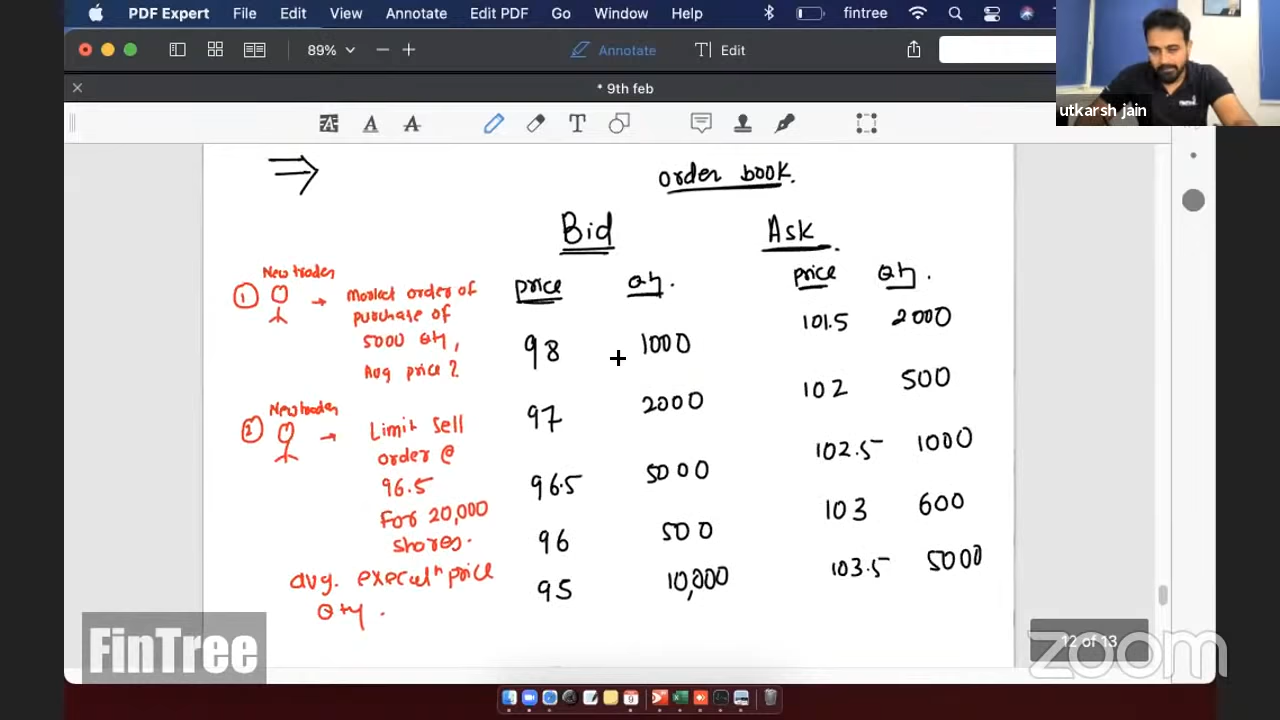 PDF Expert File Edit View Annotate Edit PDF Go Window Help fintree
89% Annotate Edit
* 9th feb
utkarsh jain
order book.
Bid Ask.
price Qty. price Qty.
98 1000 101.5 2000
97 2000 102 500
96.5 5000 102.5 1000
96 500 103 600
95 10,000 103.5 5000
1 New trader
Market order of
purchase of
5000 Qty,
Avg price?
2 New trader
Limit sell
order @
96.5
For 20,000
shares.
avg. execuⁿ price
Qty.
FinTree
12 of 13
zoom